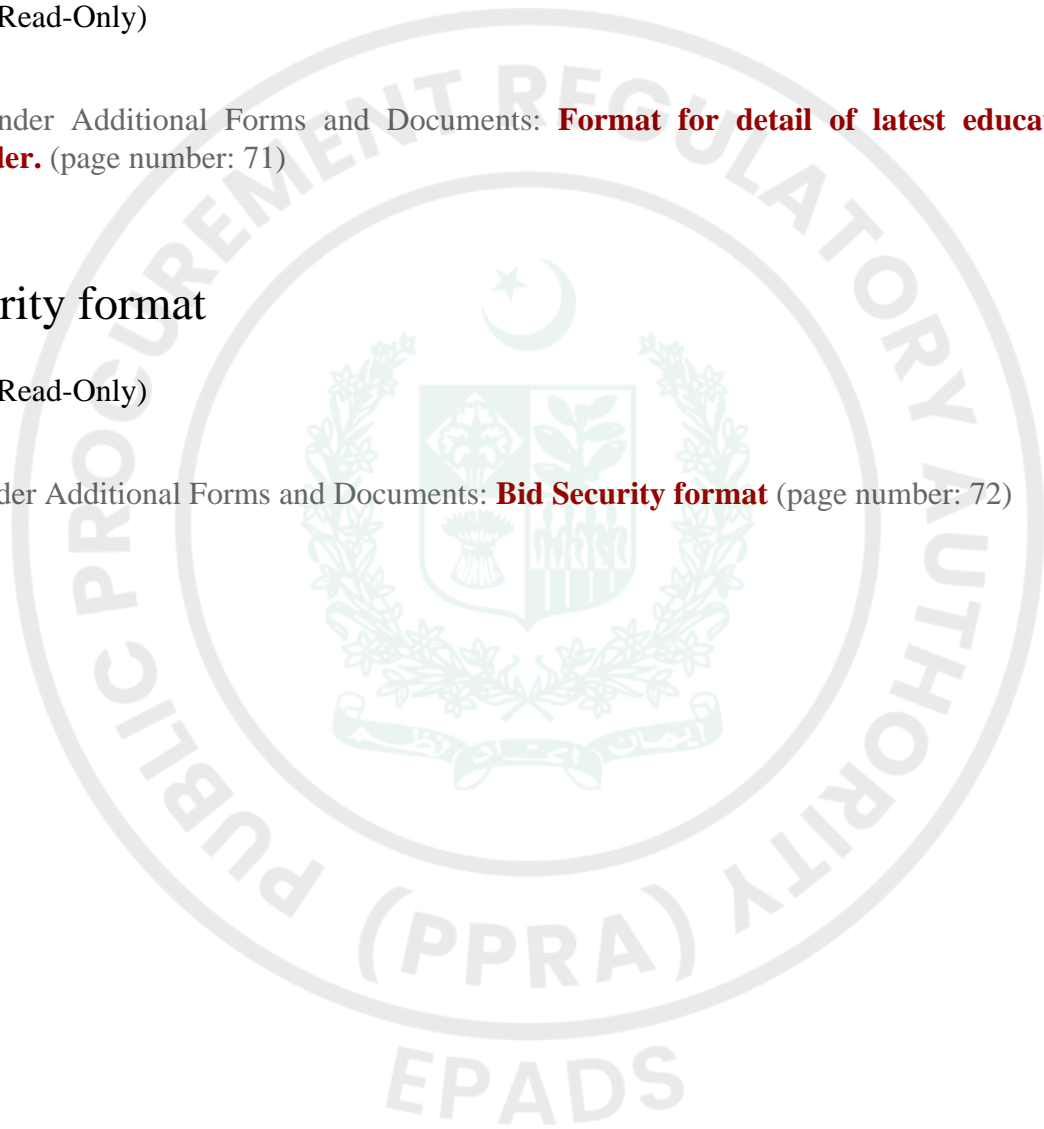 Read-Only)
nder Additional Forms and Documents: Format for detail of latest educat
ler. (page number: 71)
rity format
Read-Only)
der Additional Forms and Documents: Bid Security format (page number: 72)
PUBLIC PROCUREMENT REGULATORY AUTHORITY
(PPRA)
EPADS